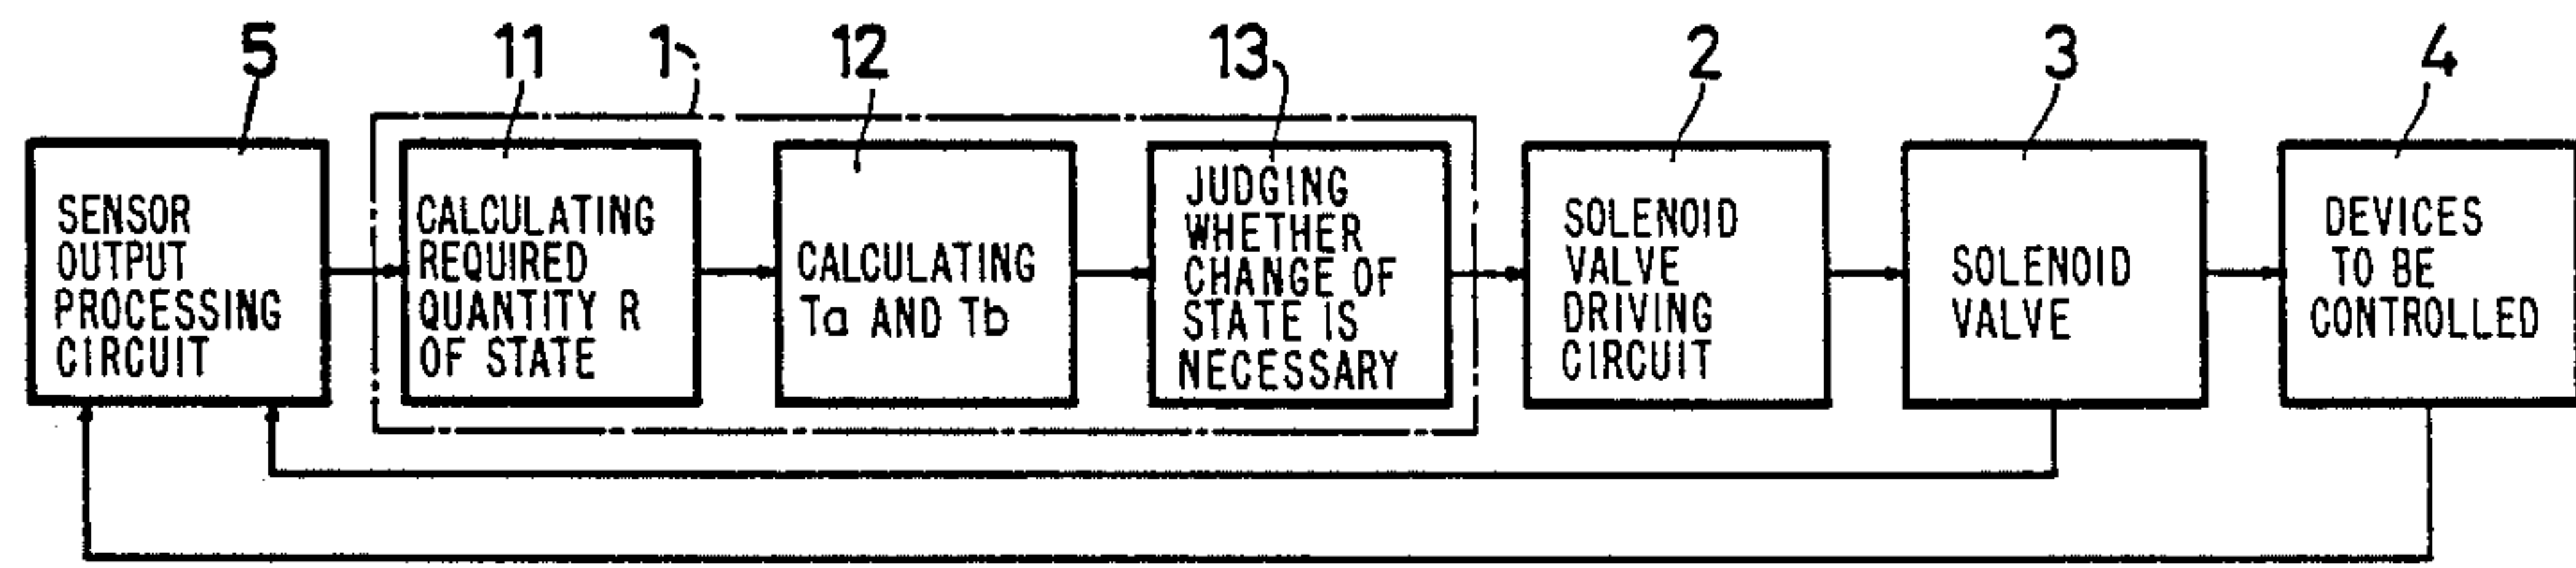 5 11 1 12 13 2 3 4
SENSOR
OUTPUT
PROCESSING
CIRCUIT
CALCULATING
REQUIRED
QUANTITY R
OF STATE
CALCULATING
Ta AND Tb
JUDGING
WHETHER
CHANGE OF
STATE IS
NECESSARY
SOLENOID
VALVE
DRIVING
CIRCUIT
SOLENOID
VALVE
DEVICES
TO BE
CONTROLLED